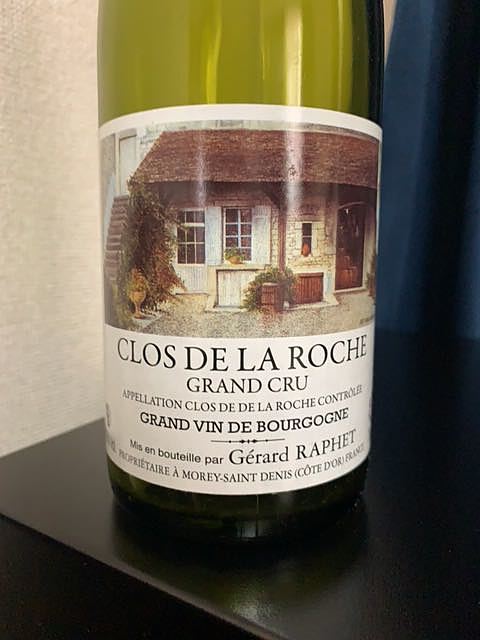 CLOS DE LA ROCHE
GRAND CRU
APPELLATION CLOS DE DE LA ROCHE CONTRÔLÉE
GRAND VIN DE BOURGOGNE
Mis en bouteille par Gérard RAPHET
PROPRIÉTAIRE À MOREY-SAINT DENIS (CÔTE D'OR) FRANCE